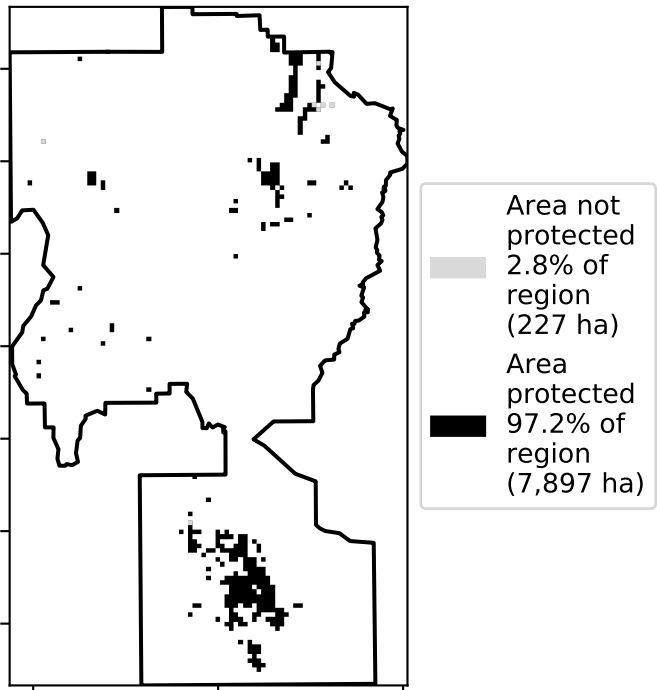 Area not
protected
2.8% of
region
(227 ha)
Area
protected
97.2% of
region
(7,897 ha)